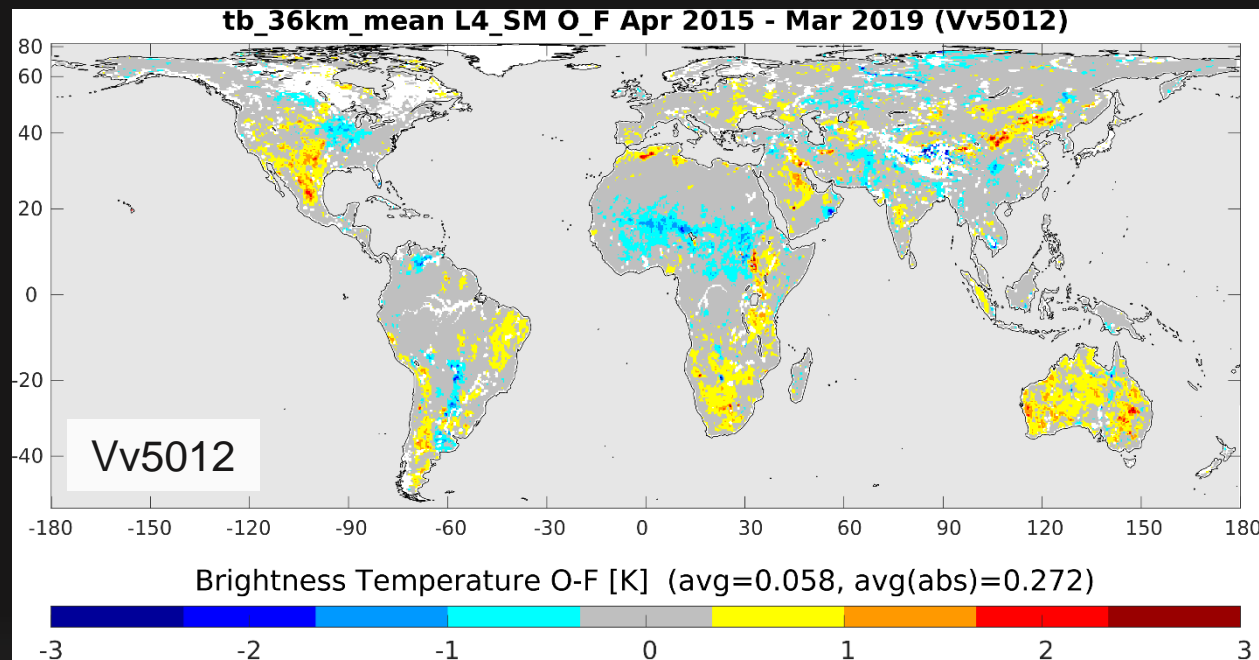 tb_36km_mean L4_SM O_F Apr 2015 - Mar 2019 (Vv5012)
80
60
40
20
0
-20
-40
Vv5012
-180 -150 -120 -90 -60 -30 0 30 60 90 120 150 180
Brightness Temperature O-F [K] (avg=0.058, avg(abs)=0.272)
-3 -2 -1 0 1 2 3